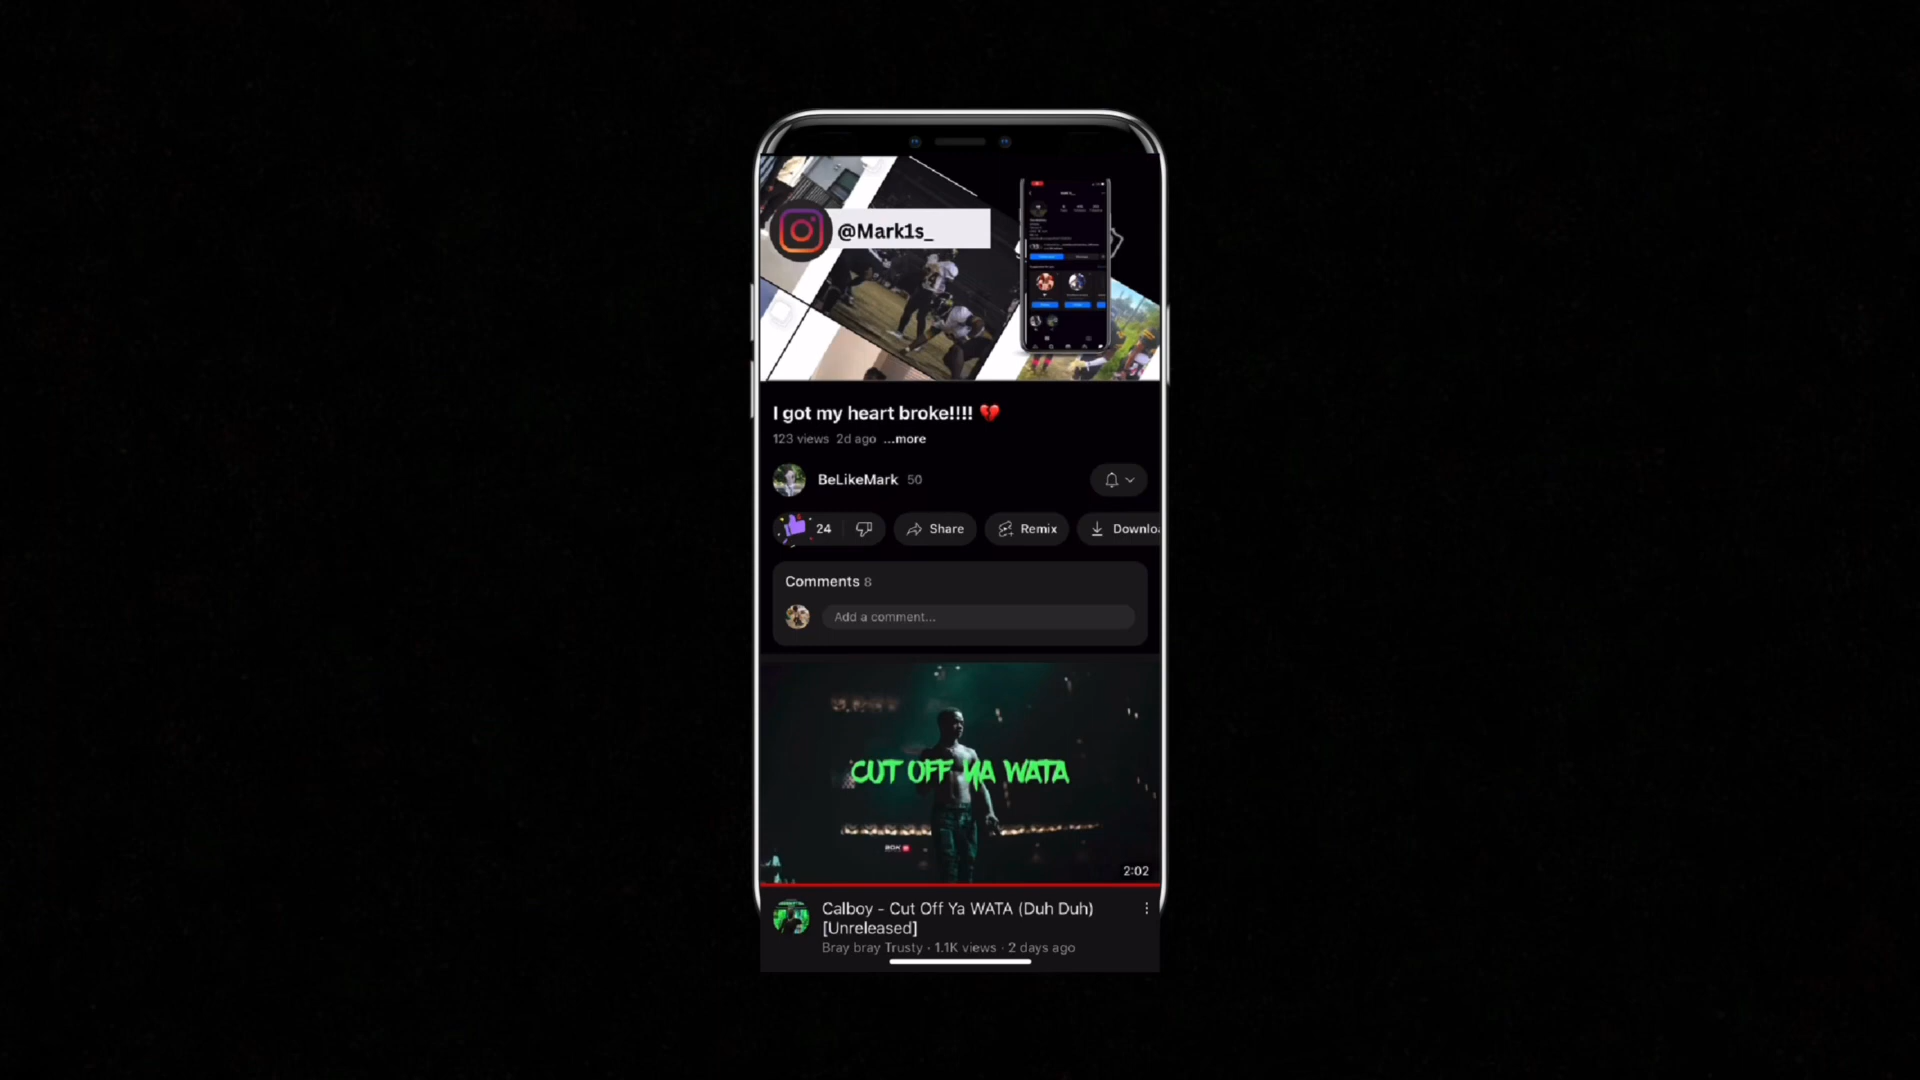 @Mark1s_
I got my heart broke!!!! 💔
123 views 2d ago ...more
BeLikeMark 50
24 Share Remix Downloa
Comments 8
Add a comment...
CUT OFF YA WATA
2:02
Calboy - Cut Off Ya WATA (Duh Duh)
[Unreleased]
Bray bray Trusty · 1.1K views · 2 days ago